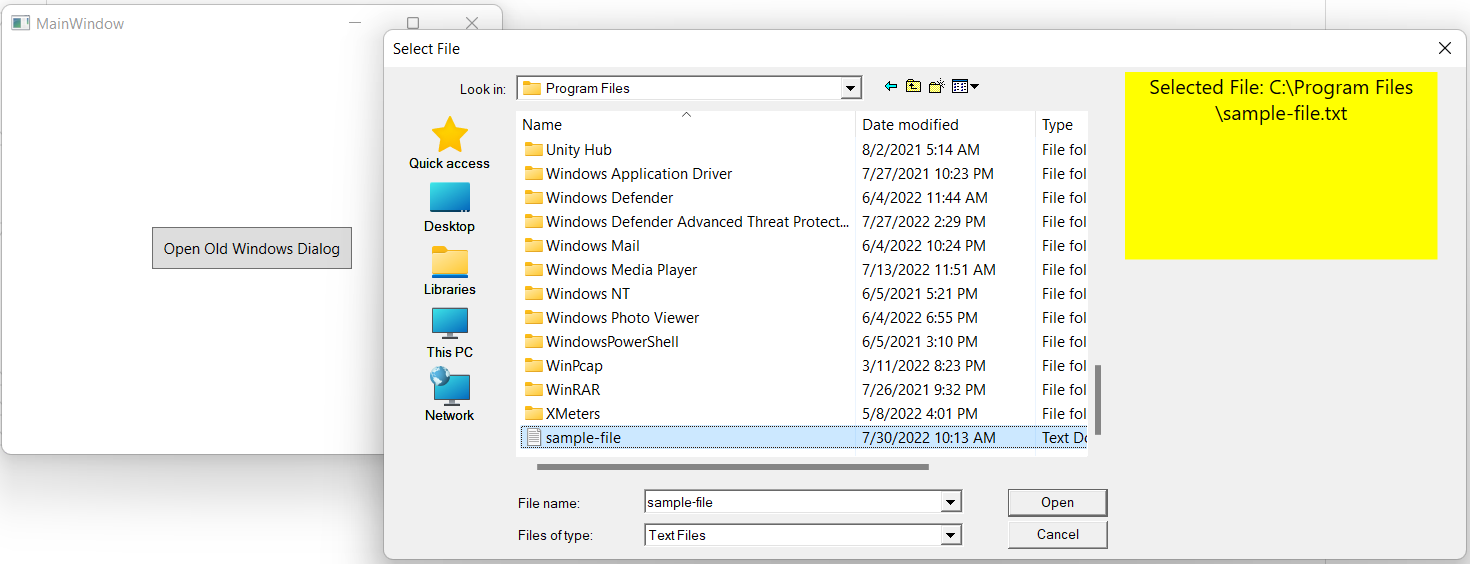 MainWindow
Open Old Windows Dialog
Select File
Look in:
Program Files
Quick access
Desktop
Libraries
This PC
Network
Name Date modified Type
Unity Hub 8/2/2021 5:14 AM File fol
Windows Application Driver 7/27/2021 10:23 PM File fol
Windows Defender 6/4/2022 11:44 AM File fol
Windows Defender Advanced Threat Protect... 7/27/2022 2:29 PM File fol
Windows Mail 6/4/2022 10:24 PM File fol
Windows Media Player 7/13/2022 11:51 AM File fol
Windows NT 6/5/2021 5:21 PM File fol
Windows Photo Viewer 6/4/2022 6:55 PM File fol
WindowsPowerShell 6/5/2021 3:10 PM File fol
WinPcap 3/11/2022 8:23 PM File fol
WinRAR 7/26/2021 9:32 PM File fol
XMeters 5/8/2022 4:01 PM File fol
sample-file 7/30/2022 10:13 AM Text Do
File name: sample-file Open
Files of type: Text Files Cancel
Selected File: C:\Program Files
\sample-file.txt